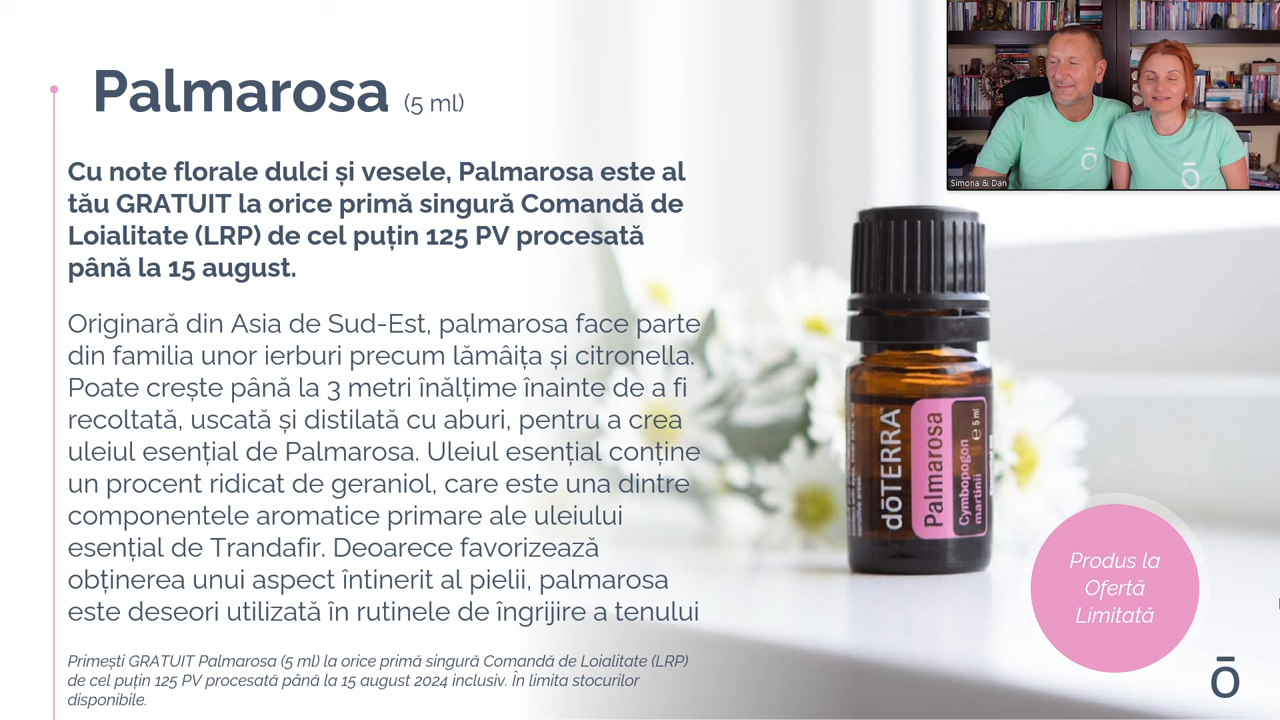 Palmarosa (5 ml)
Cu note florale dulci și vesele, Palmarosa este al
tău GRATUIT la orice primă singură Comandă de
Loialitate (LRP) de cel puțin 125 PV procesată
până la 15 august.
Originară din Asia de Sud-Est, palmarosa face parte
din familia unor ierburi precum lămâița și citronella.
Poate crește până la 3 metri înălțime înainte de a fi
recoltată, uscată și distilată cu aburi, pentru a crea
uleiul esențial de Palmarosa. Uleiul esențial conține
un procent ridicat de geraniol, care este una dintre
componentele aromatice primare ale uleiului
esențial de Trandafir. Deoarece favorizează
obținerea unui aspect întinerit al pielii, palmarosa
este deseori utilizată în rutinele de îngrijire a tenului
Primești GRATUIT Palmarosa (5 ml) la orice primă singură Comandă de Loialitate (LRP)
de cel puțin 125 PV procesată până la 15 august 2024 inclusiv. În limita stocurilor
disponibile.
Simona & Dan
dōTERRA
Palmarosa
Cymbopogon
martinii ℮ 5 ml
Produs la
Ofertă
Limitată
ō
ō
ō